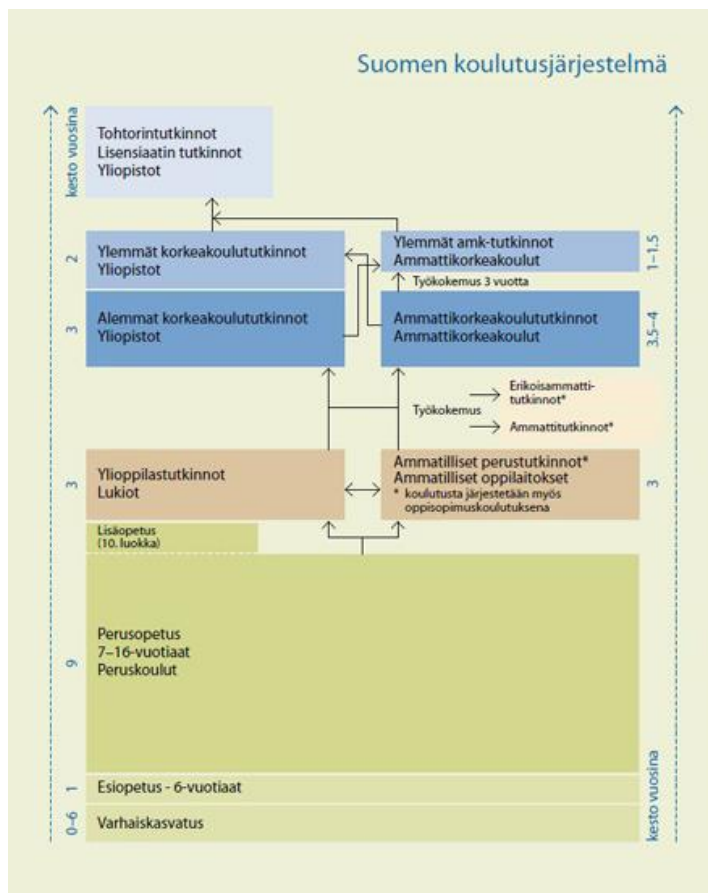 Suomen koulutusjärjestelmä
kesto vuosina
Tohtorintutkinnot
Lisensiaatin tutkinnot
Yliopistot
2
Ylemmät korkeakoulututkinnot
Yliopistot
Ylemmät amk-tutkinnot
Ammattikorkeakoulut
1–1.5
Työkokemus 3 vuotta
3
Alemmat korkeakoulututkinnot
Yliopistot
Ammattikorkeakoulututkinnot
Ammattikorkeakoulut
3.5–4
Työkokemus
Erikoisammatti-
tutkinnot*
Ammattitutkinnot*
3
Ylioppilastutkinnot
Lukiot
Ammatilliset perustutkinnot*
Ammatilliset oppilaitokset
* koulutusta järjestetään myös
oppisopimuskoulutuksena
3
Lisäopetus
(10. luokka)
9
Perusopetus
7–16-vuotiaat
Peruskoulut
1
Esiopetus - 6-vuotiaat
0–6
Varhaiskasvatus
kesto vuosina